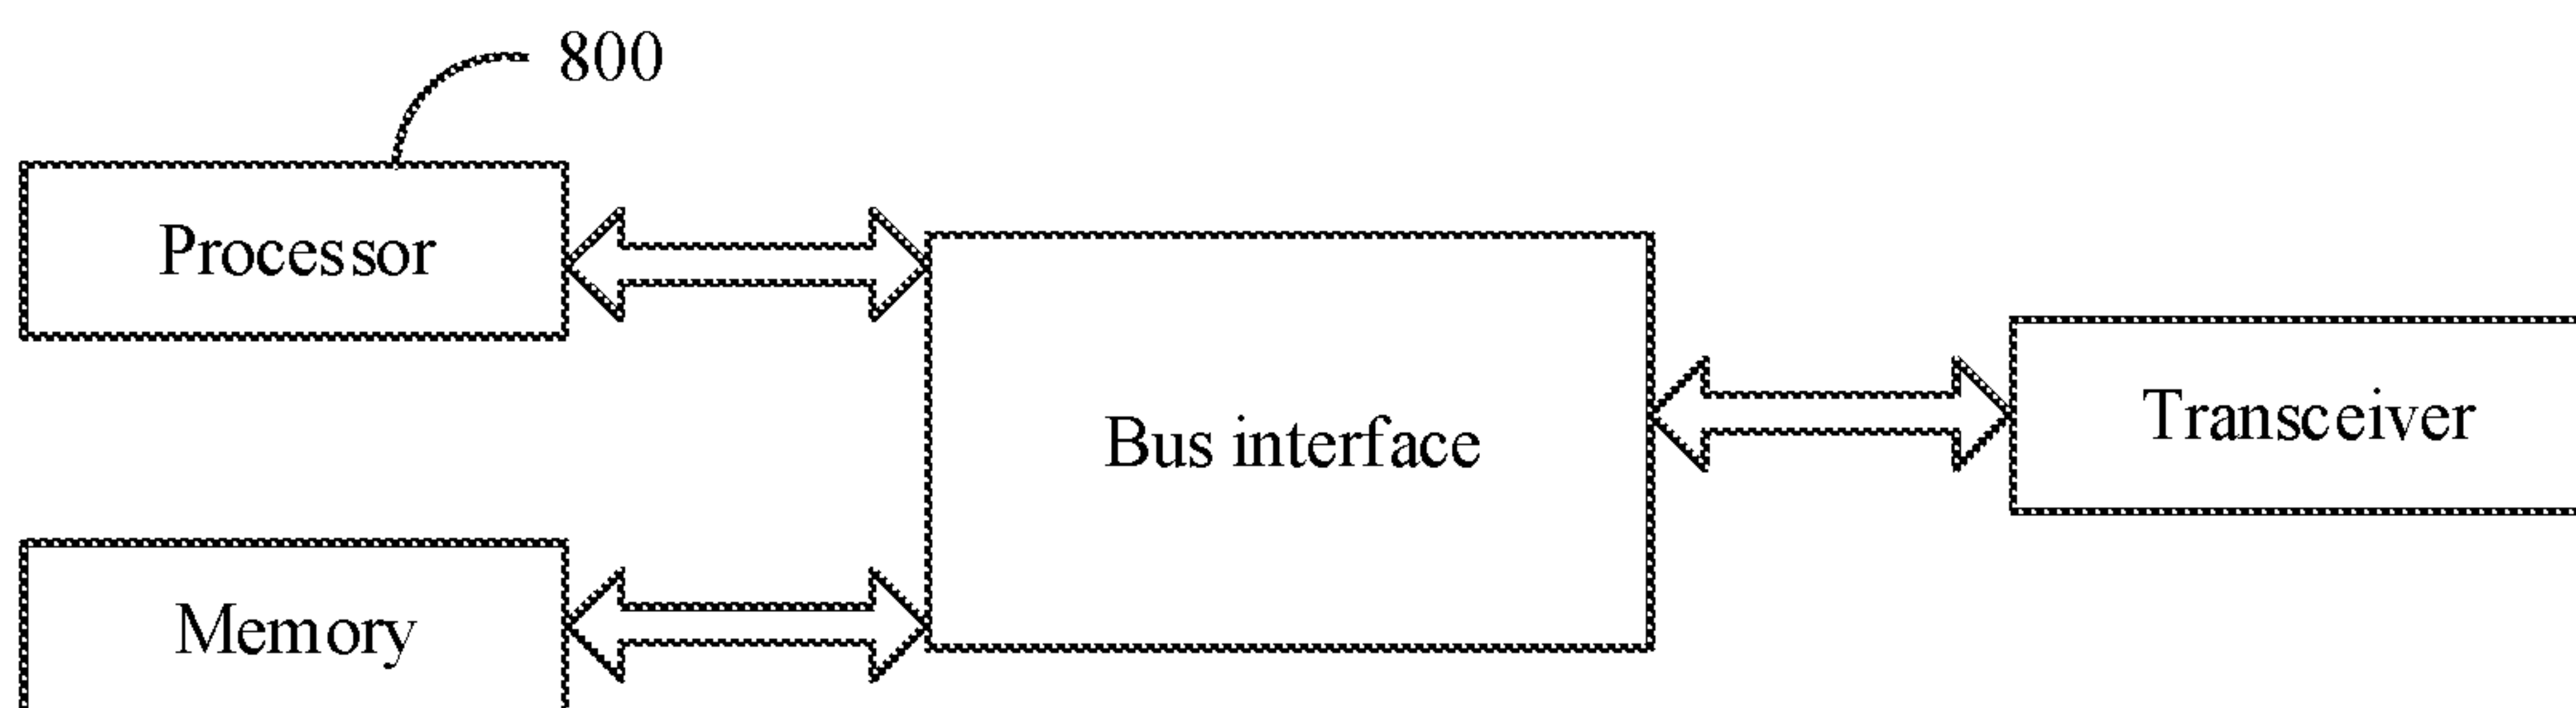 800
Processor
Bus interface
Transceiver
Memory